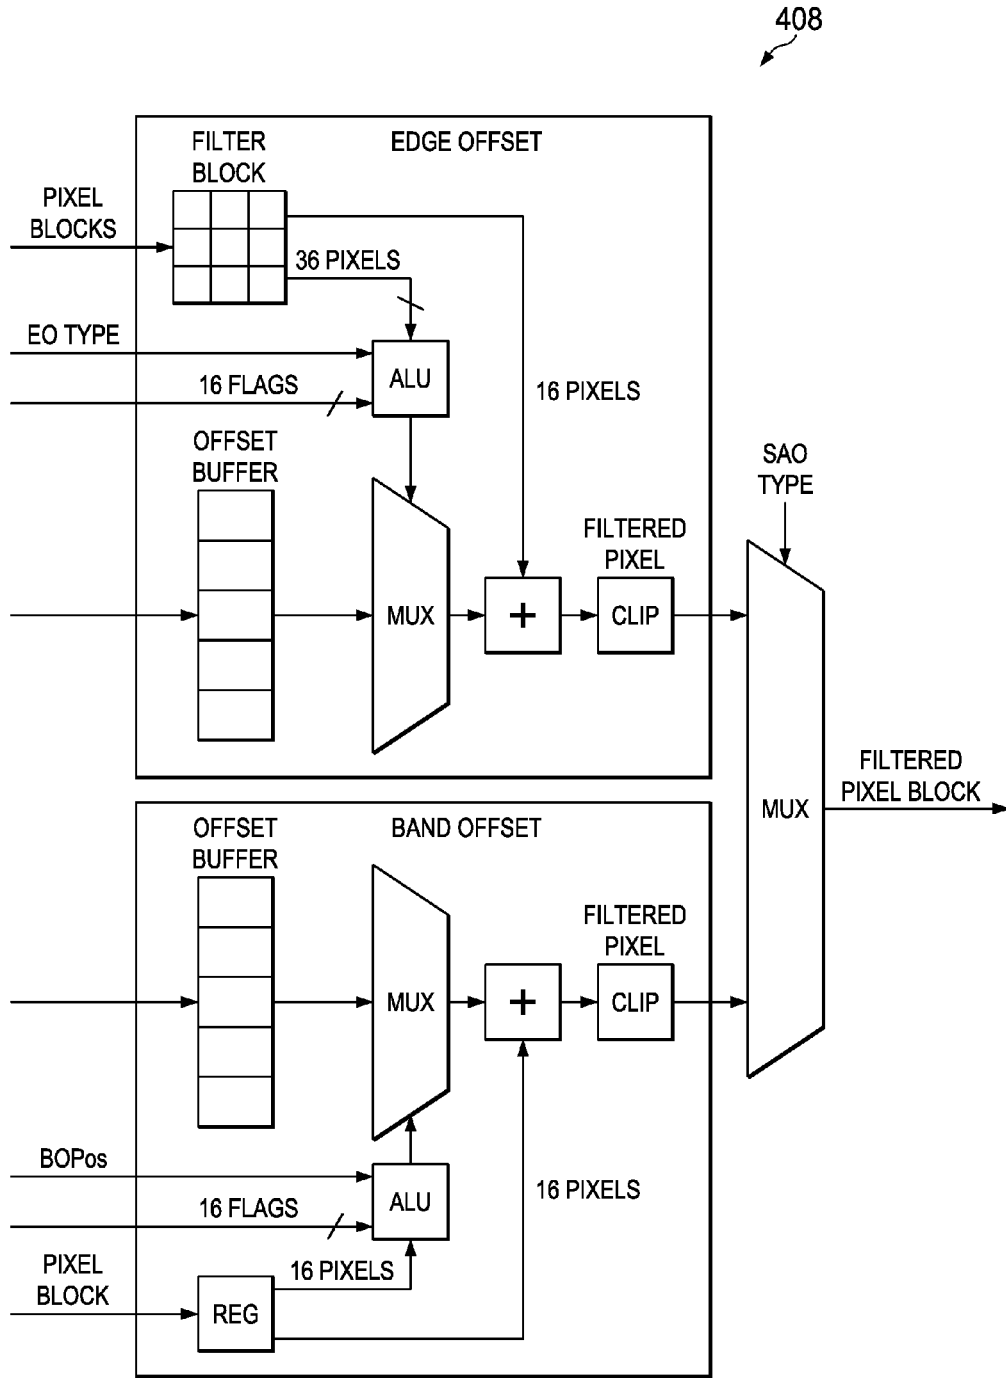 408
FILTER
BLOCK
EDGE OFFSET
PIXEL
BLOCKS
36 PIXELS
EO TYPE
ALU
16 FLAGS
16 PIXELS
OFFSET
BUFFER
SAO
TYPE
FILTERED
PIXEL
MUX
+
CLIP
FILTERED
PIXEL BLOCK
MUX
OFFSET
BUFFER
BAND OFFSET
FILTERED
PIXEL
MUX
+
CLIP
BOPos
16 FLAGS
ALU
16 PIXELS
PIXEL
BLOCK
16 PIXELS
REG